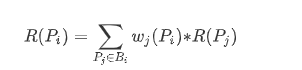 R(P_i) = \sum_{P_j \in B_i} w_j(P_i) * R(P_j)